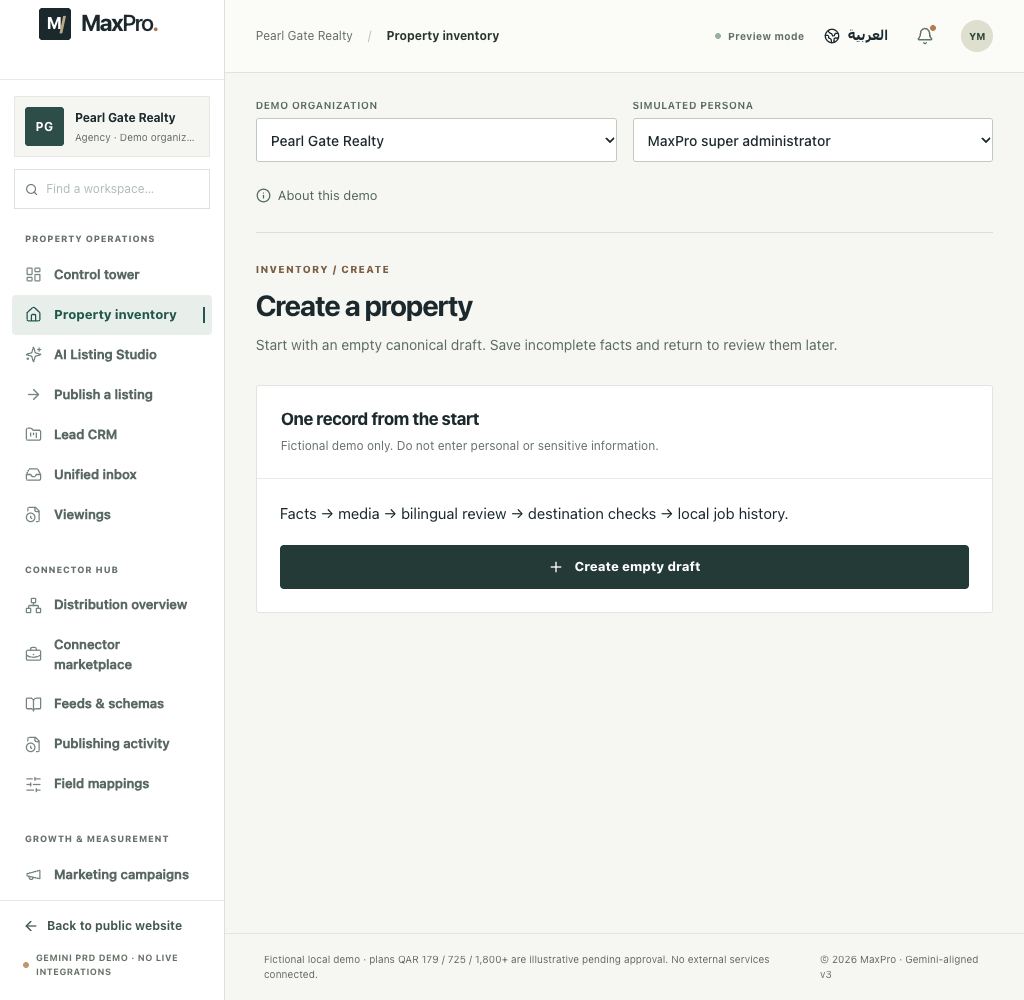 M/ MaxPro.
Pearl Gate Realty / Property inventory
Preview mode
العربية
YM
PG
Pearl Gate Realty
Agency · Demo organiz...
Find a workspace...
PROPERTY OPERATIONS
Control tower
Property inventory
AI Listing Studio
Publish a listing
Lead CRM
Unified inbox
Viewings
CONNECTOR HUB
Distribution overview
Connector
marketplace
Feeds & schemas
Publishing activity
Field mappings
GROWTH & MEASUREMENT
Marketing campaigns
Back to public website
GEMINI PRD DEMO · NO LIVE
INTEGRATIONS
DEMO ORGANIZATION
Pearl Gate Realty
SIMULATED PERSONA
MaxPro super administrator
About this demo
INVENTORY / CREATE
Create a property
Start with an empty canonical draft. Save incomplete facts and return to review them later.
One record from the start
Fictional demo only. Do not enter personal or sensitive information.
Facts → media → bilingual review → destination checks → local job history.
Create empty draft
Fictional local demo · plans QAR 179 / 725 / 1,800+ are illustrative pending approval. No external services
connected.
© 2026 MaxPro · Gemini-aligned
v3